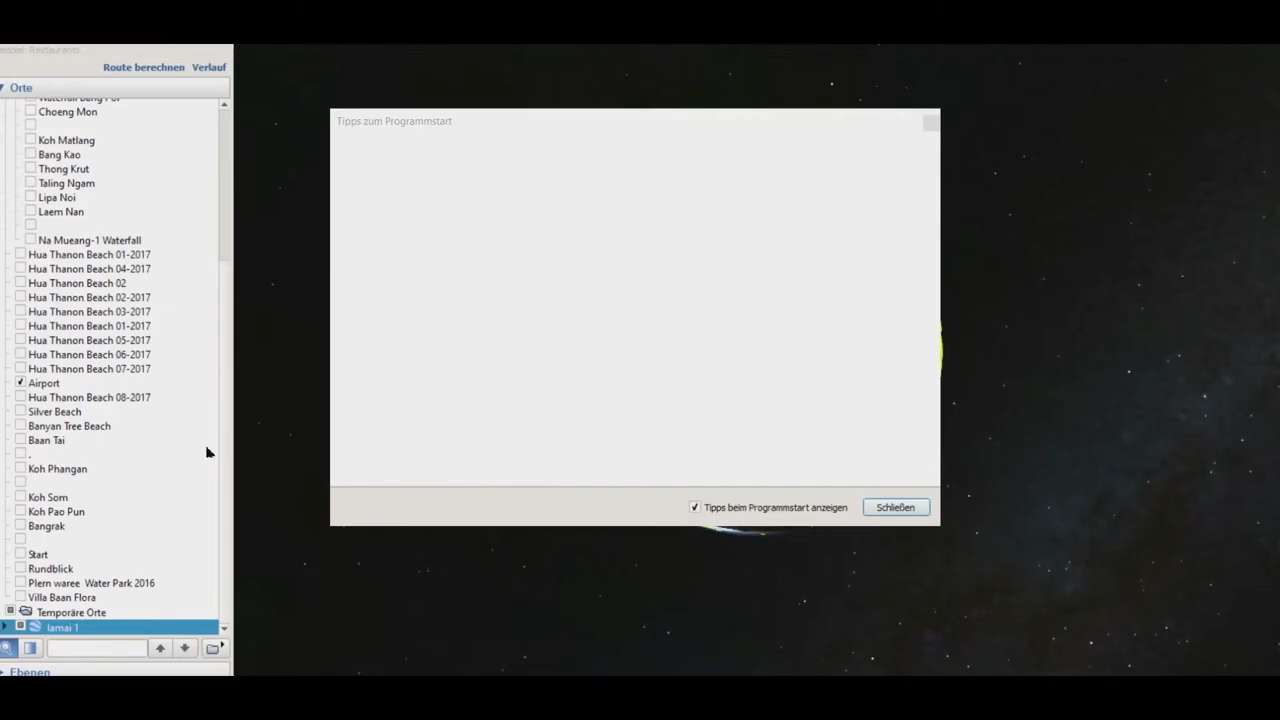 Beispiel: Restaurants
Route berechnen Verlauf
Orte
Waterfall Bang Por
Choeng Mon
Koh Matlang
Bang Kao
Thong Krut
Taling Ngam
Lipa Noi
Laem Nan
Na Mueang-1 Waterfall
Hua Thanon Beach 01-2017
Hua Thanon Beach 04-2017
Hua Thanon Beach 02
Hua Thanon Beach 02-2017
Hua Thanon Beach 03-2017
Hua Thanon Beach 01-2017
Hua Thanon Beach 05-2017
Hua Thanon Beach 06-2017
Hua Thanon Beach 07-2017
Airport
Hua Thanon Beach 08-2017
Silver Beach
Banyan Tree Beach
Baan Tai
.
Koh Phangan
Koh Som
Koh Pao Pun
Bangrak
Start
Rundblick
Plern waree Water Park 2016
Villa Baan Flora
Temporäre Orte
lamai 1
Ebenen
Tipps zum Programmstart
Tipps beim Programmstart anzeigen
Schließen